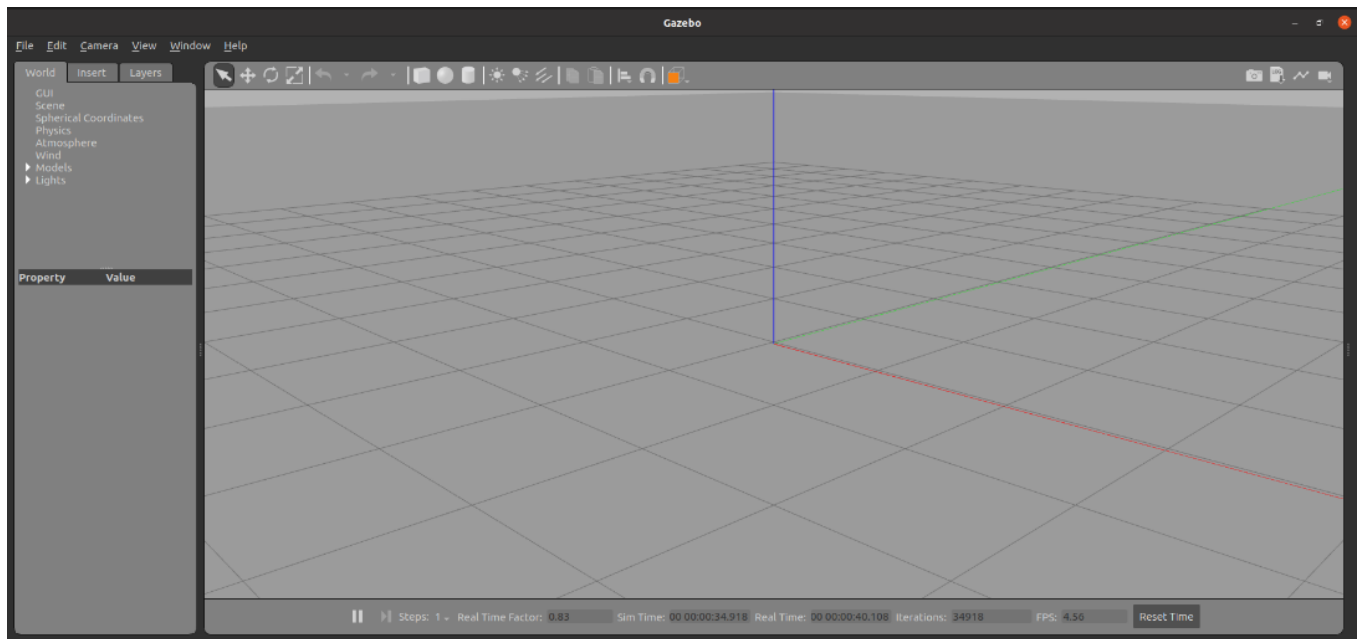 Gazebo
File Edit Camera View Window Help
World Insert Layers
GUI
Scene
Spherical Coordinates
Physics
Atmosphere
Wind
Models
Lights
Property Value
Steps: 1 Real Time Factor: 0.83 Sim Time: 00 00:00:34.918 Real Time: 00 00:00:40.108 Iterations: 34918 FPS: 4.56 Reset Time